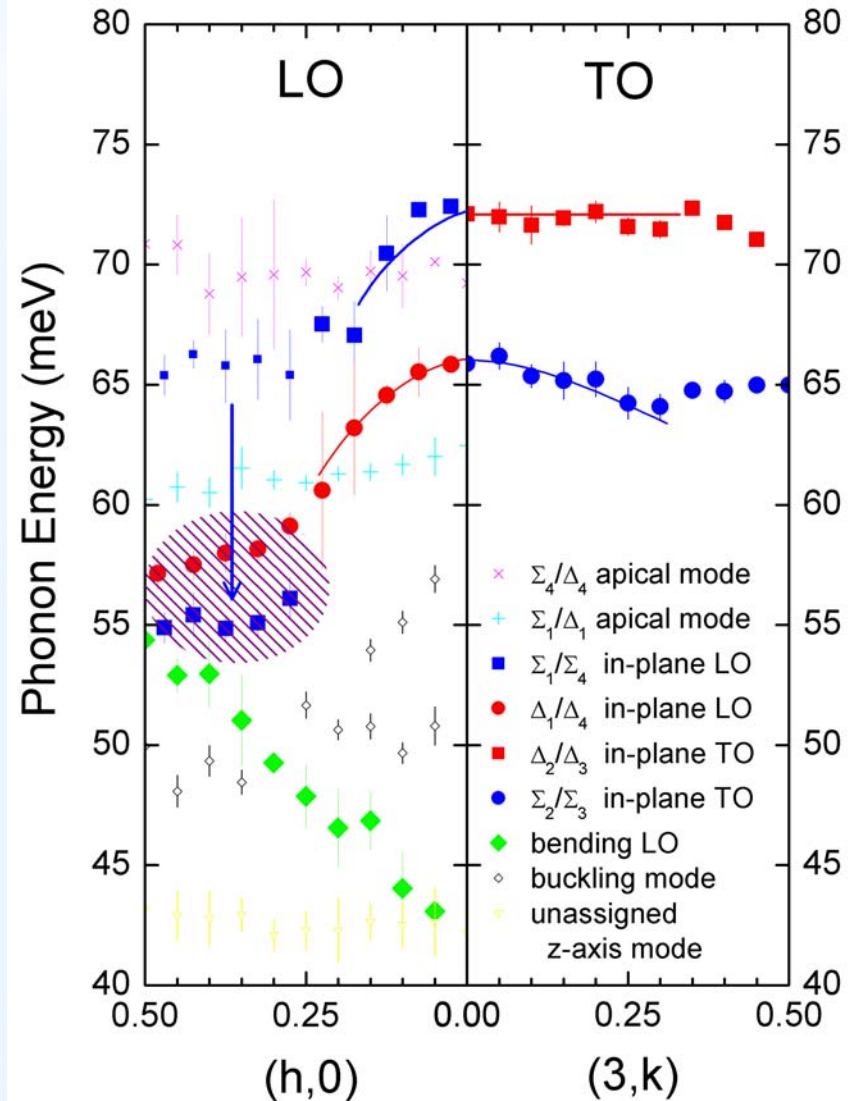 LO
TO
80
75
70
65
60
55
50
45
40
80
75
70
65
60
55
50
45
40
Phonon Energy (meV)
Σ₄/Δ₄ apical mode
Σ₁/Δ₁ apical mode
Σ₁/Σ₄ in-plane LO
Δ₁/Δ₄ in-plane LO
Δ₂/Δ₃ in-plane TO
Σ₂/Σ₃ in-plane TO
bending LO
buckling mode
unassigned
z-axis mode
0.50 0.25 0.00 0.25 0.50
(h,0) (3,k)